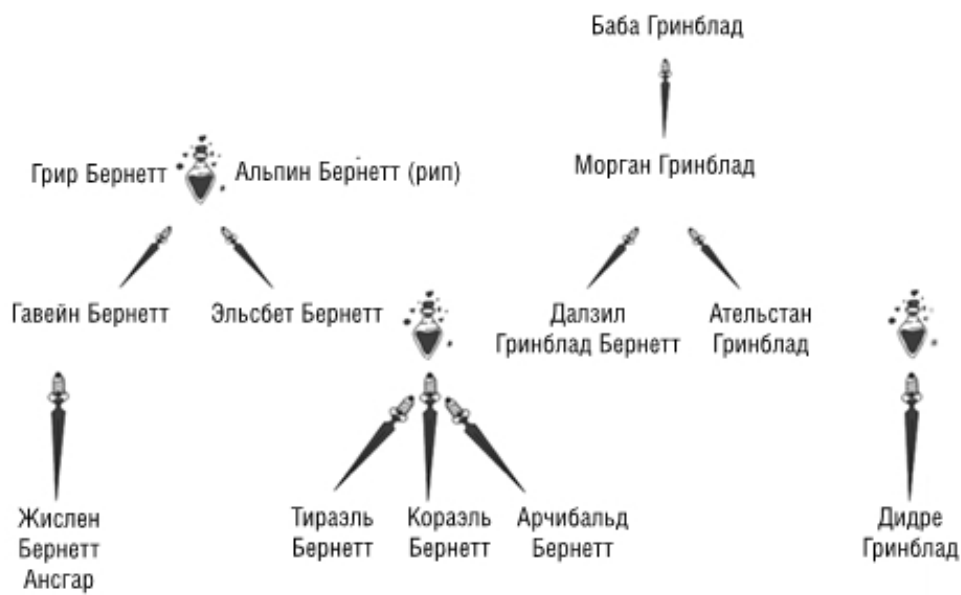 Баба Гринблад
Грир Бернетт
Альпин Бернетт (рип)
Морган Гринблад
Гавейн Бернетт
Эльсбет Бернетт
Далзил
Гринблад Бернетт
Ательстан
Гринблад
Жислен
Бернетт
Ансгар
Тираэль
Бернетт
Кораэль
Бернетт
Арчибальд
Бернетт
Дидре
Гринблад